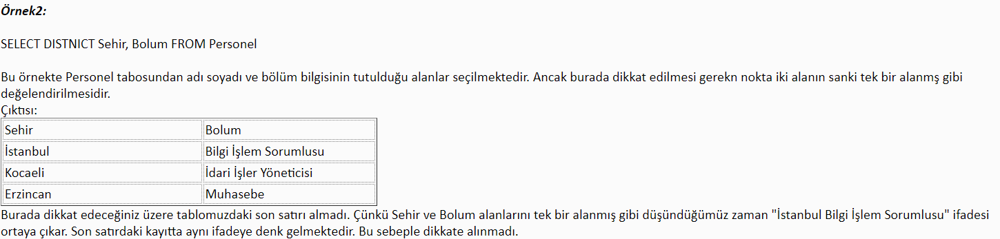 Örnek2:
SELECT DISTNICT Sehir, Bolum FROM Personel
Bu örnekte Personel tabosundan adı soyadı ve bölüm bilgisinin tutulduğu alanlar seçilmektedir. Ancak burada dikkat edilmesi gerekn nokta iki alanın sanki tek bir alanmş gibi
değelendirilmesidir.
Çıktısı:
Sehir Bolum
İstanbul Bilgi İşlem Sorumlusu
Kocaeli İdari İşler Yöneticisi
Erzincan Muhasebe
Burada dikkat edeceğiniz üzere tablomuzdaki son satırı almadı. Çünkü Sehir ve Bolum alanlarını tek bir alanmış gibi düşündüğümüz zaman "İstanbul Bilgi İşlem Sorumlusu" ifadesi
ortaya çıkar. Son satırdaki kayıtta aynı ifadeye denk gelmektedir. Bu sebeple dikkate alınmadı.